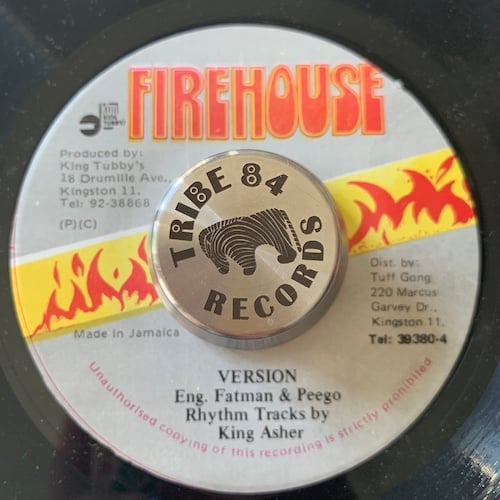 FIREHOUSE
Produced by:
King Tubby's
18 Drumille Ave.,
Kingston 11.
Tel: 92-38868
(P)(C)
TRIBE 84
RECORDS
Dist. by:
Tuff Gong
220 Marcus
Garvey Dr.,
Kingston 11.
Tel: 39380-4
Made in Jamaica
VERSION
Eng. Fatman & Peego
Rhythm Tracks by
King Asher
Unauthorised copying of this recording is strictly prohibited